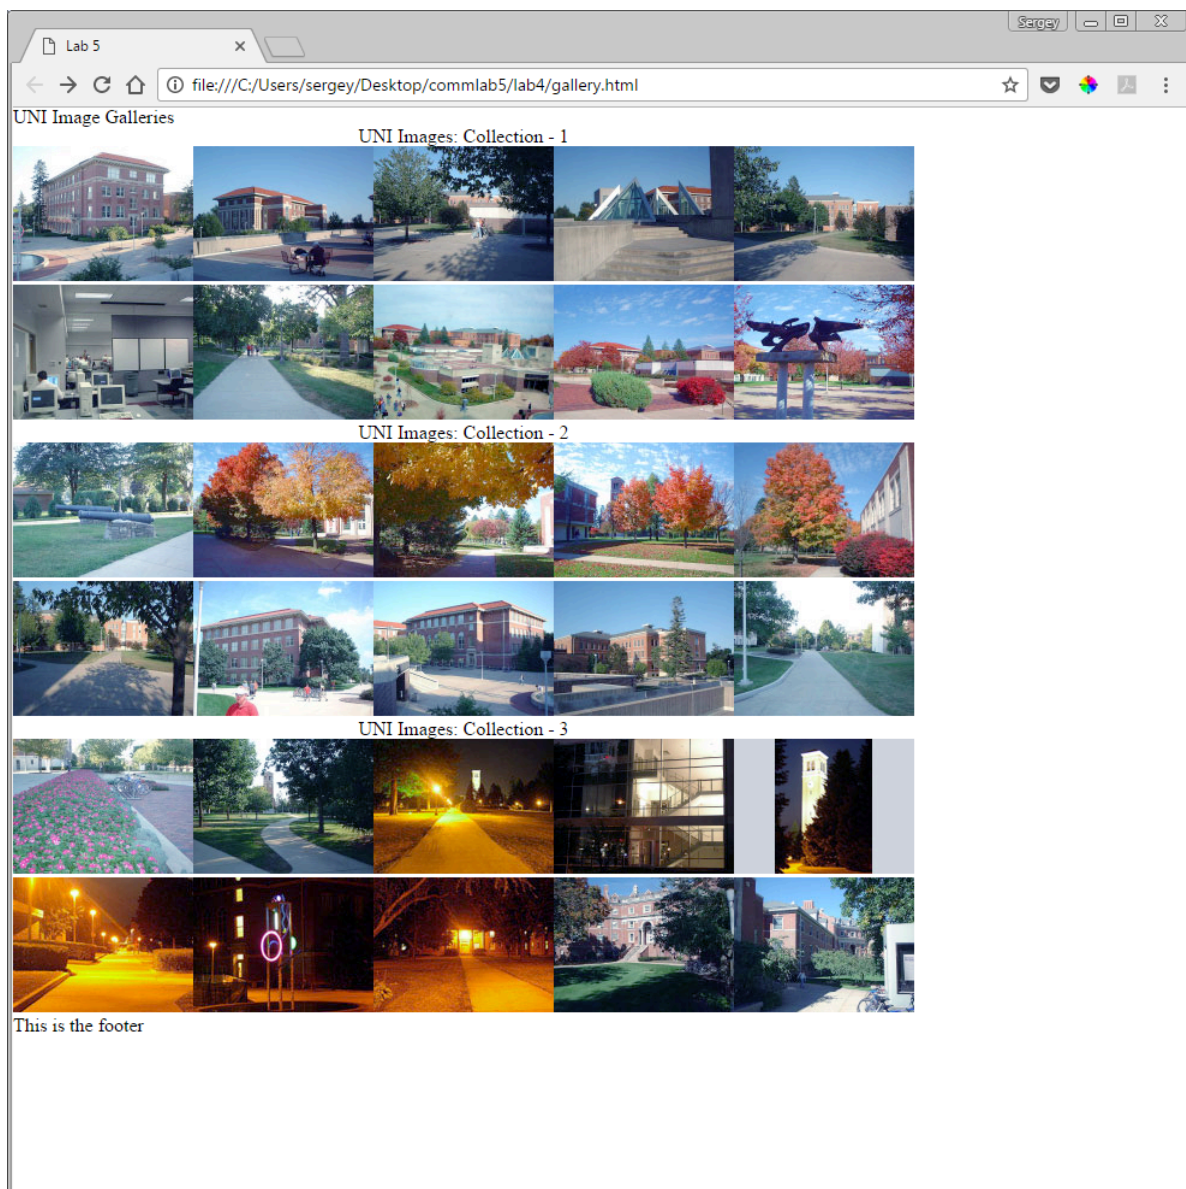 Sergey
Lab 5
file:///C:/Users/sergey/Desktop/commlab5/lab4/gallery.html
UNI Image Galleries
UNI Images: Collection - 1
UNI Images: Collection - 2
UNI Images: Collection - 3
This is the footer